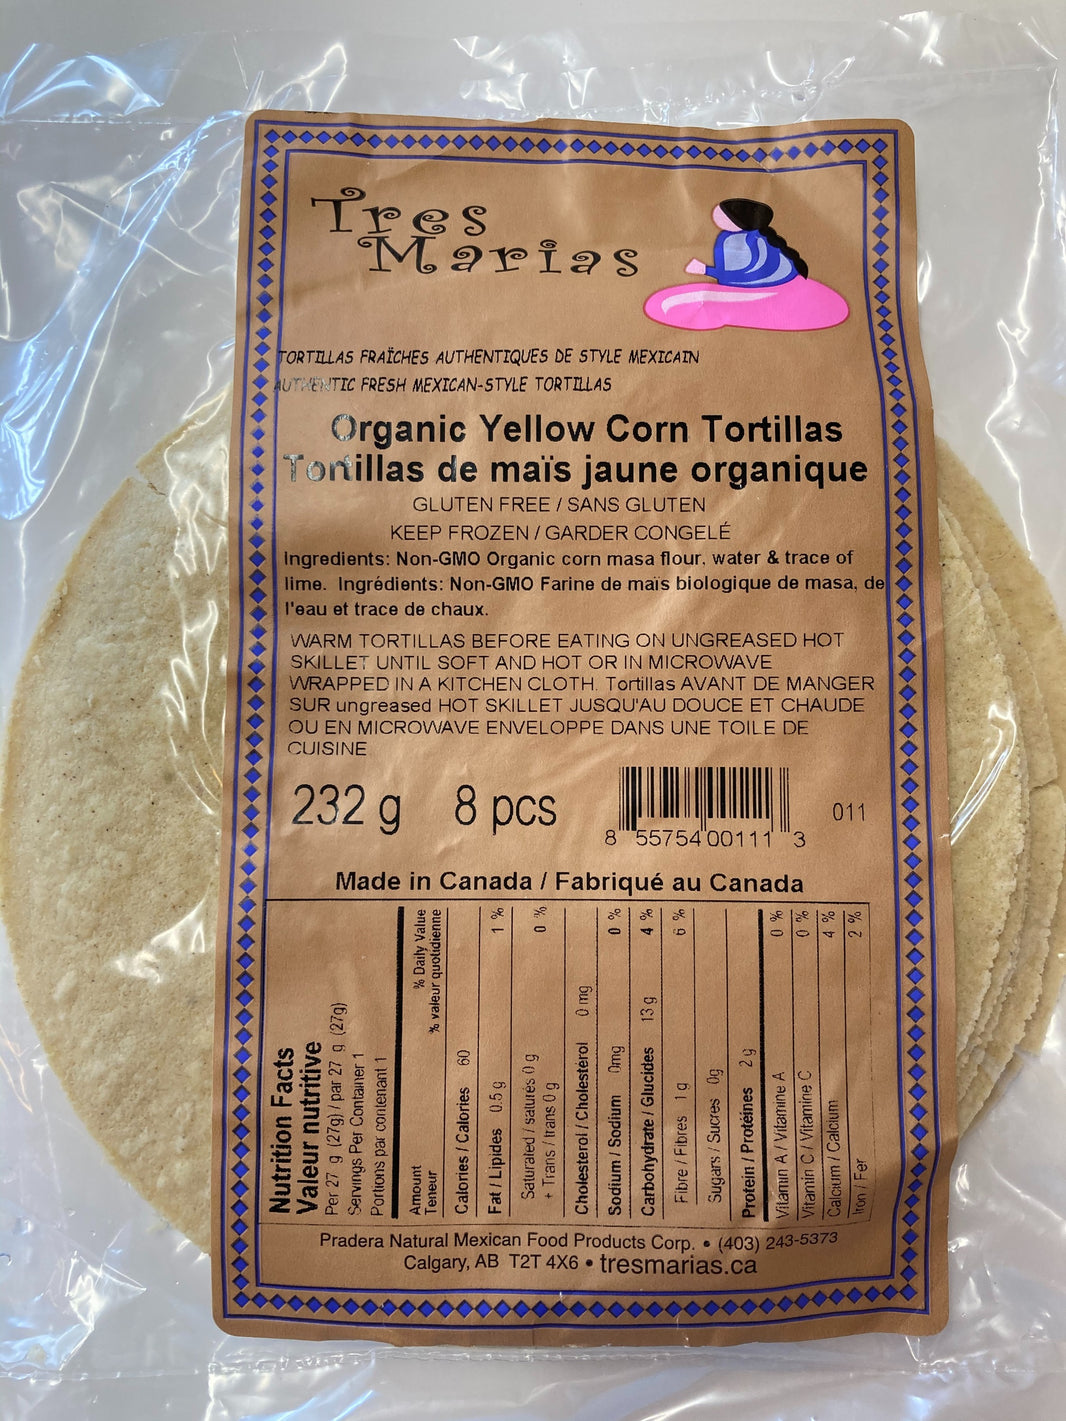 Tres
Marias
TORTILLAS FRAÎCHES AUTHENTIQUES DE STYLE MEXICAIN
AUTHENTIC FRESH MEXICAN-STYLE TORTILLAS
Organic Yellow Corn Tortillas
Tortillas de maïs jaune organique
GLUTEN FREE / SANS GLUTEN
KEEP FROZEN / GARDER CONGELÉ
Ingredients: Non-GMO Organic corn masa flour, water & trace of
lime. Ingrédients: Non-GMO Farine de maïs biologique de masa, de
l'eau et trace de chaux.
WARM TORTILLAS BEFORE EATING ON UNGREASED HOT
SKILLET UNTIL SOFT AND HOT OR IN MICROWAVE
WRAPPED IN A KITCHEN CLOTH. Tortillas AVANT DE MANGER
SUR ungreased HOT SKILLET JUSQU'AU DOUCE ET CHAUDE
OU EN MICROWAVE ENVELOPPE DANS UNE TOILE DE
CUISINE
232 g 8 pcs
8 55754 00111 3
011
Made in Canada / Fabriqué au Canada
Nutrition Facts
Valeur nutritive
Per 27 g (27g) / par 27 g (27g)
Servings Per Container 1
Portions par contenant 1
Amount % Daily Value
Teneur % valeur quotidienne
Calories / Calories 60
Fat / Lipides 0.5 g 1 %
Saturated / saturés 0 g 0 %
+ Trans / trans 0 g
Cholesterol / Cholestérol 0 mg
Sodium / Sodium 0mg 0 %
Carbohydrate / Glucides 13 g 4 %
Fibre / Fibres 1 g 6 %
Sugars / Sucres 0g
Protein / Protéines 2 g
Vitamin A / Vitamine A 0 %
Vitamin C / Vitamine C 0 %
Calcium / Calcium 4 %
Iron / Fer 2 %
Pradera Natural Mexican Food Products Corp. • (403) 243-5373
Calgary, AB T2T 4X6 • tresmarias.ca